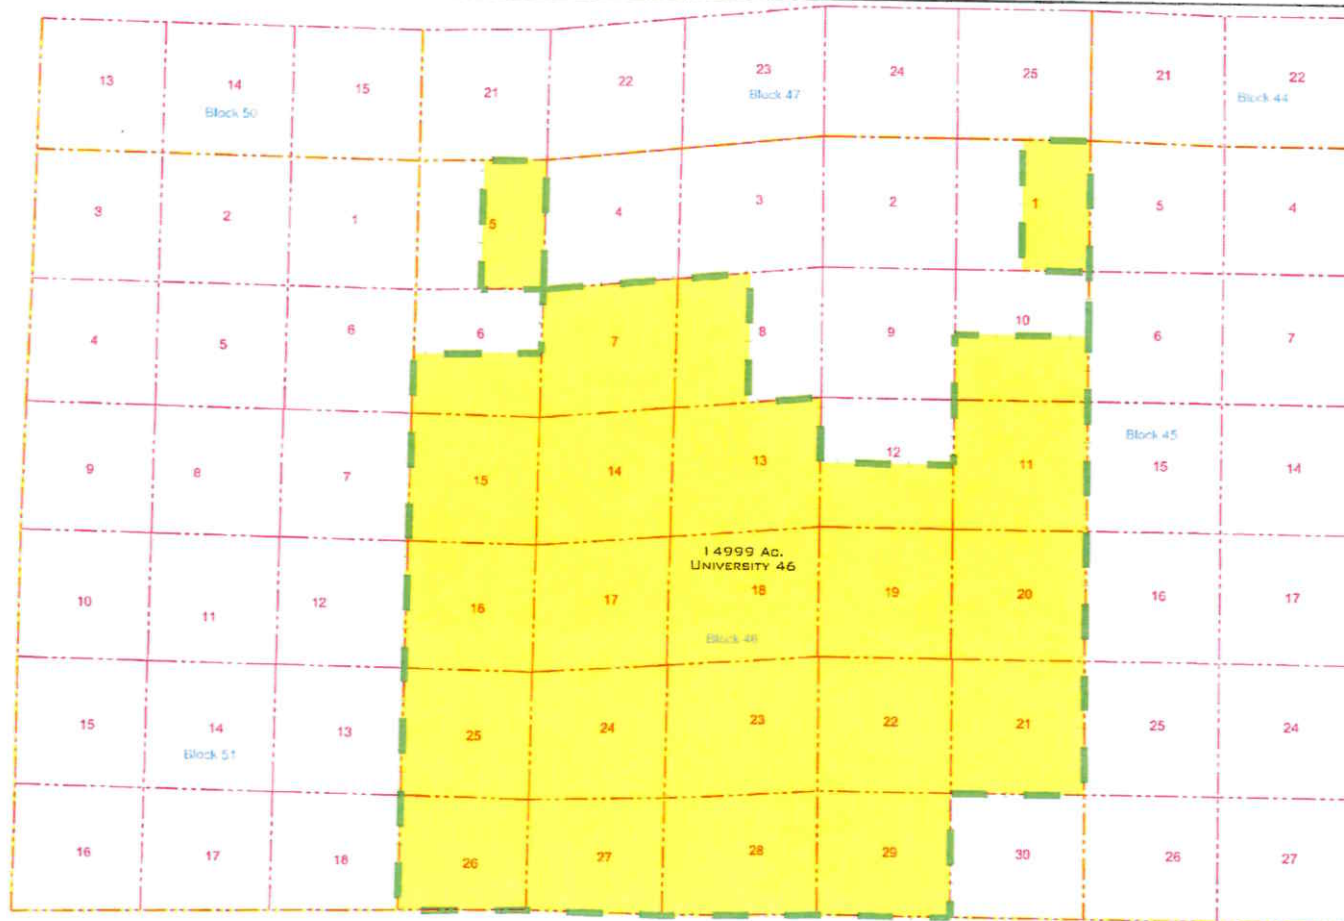 13 14 15 21 22 23 24 25 21 22
Block 50 Block 47 Block 44
3 2 1 5 4 3 2 1 5 4
4 5 6 6 7 8 9 10 6 7
Block 45
9 8 7 15 14 13 12 11 15 14
14999 Ac.
UNIVERSITY 46
10 11 12 16 17 18 19 20 16 17
Block 46
15 14 13 25 24 23 22 21 25 24
Block 51
16 17 18 26 27 28 29 30 26 27